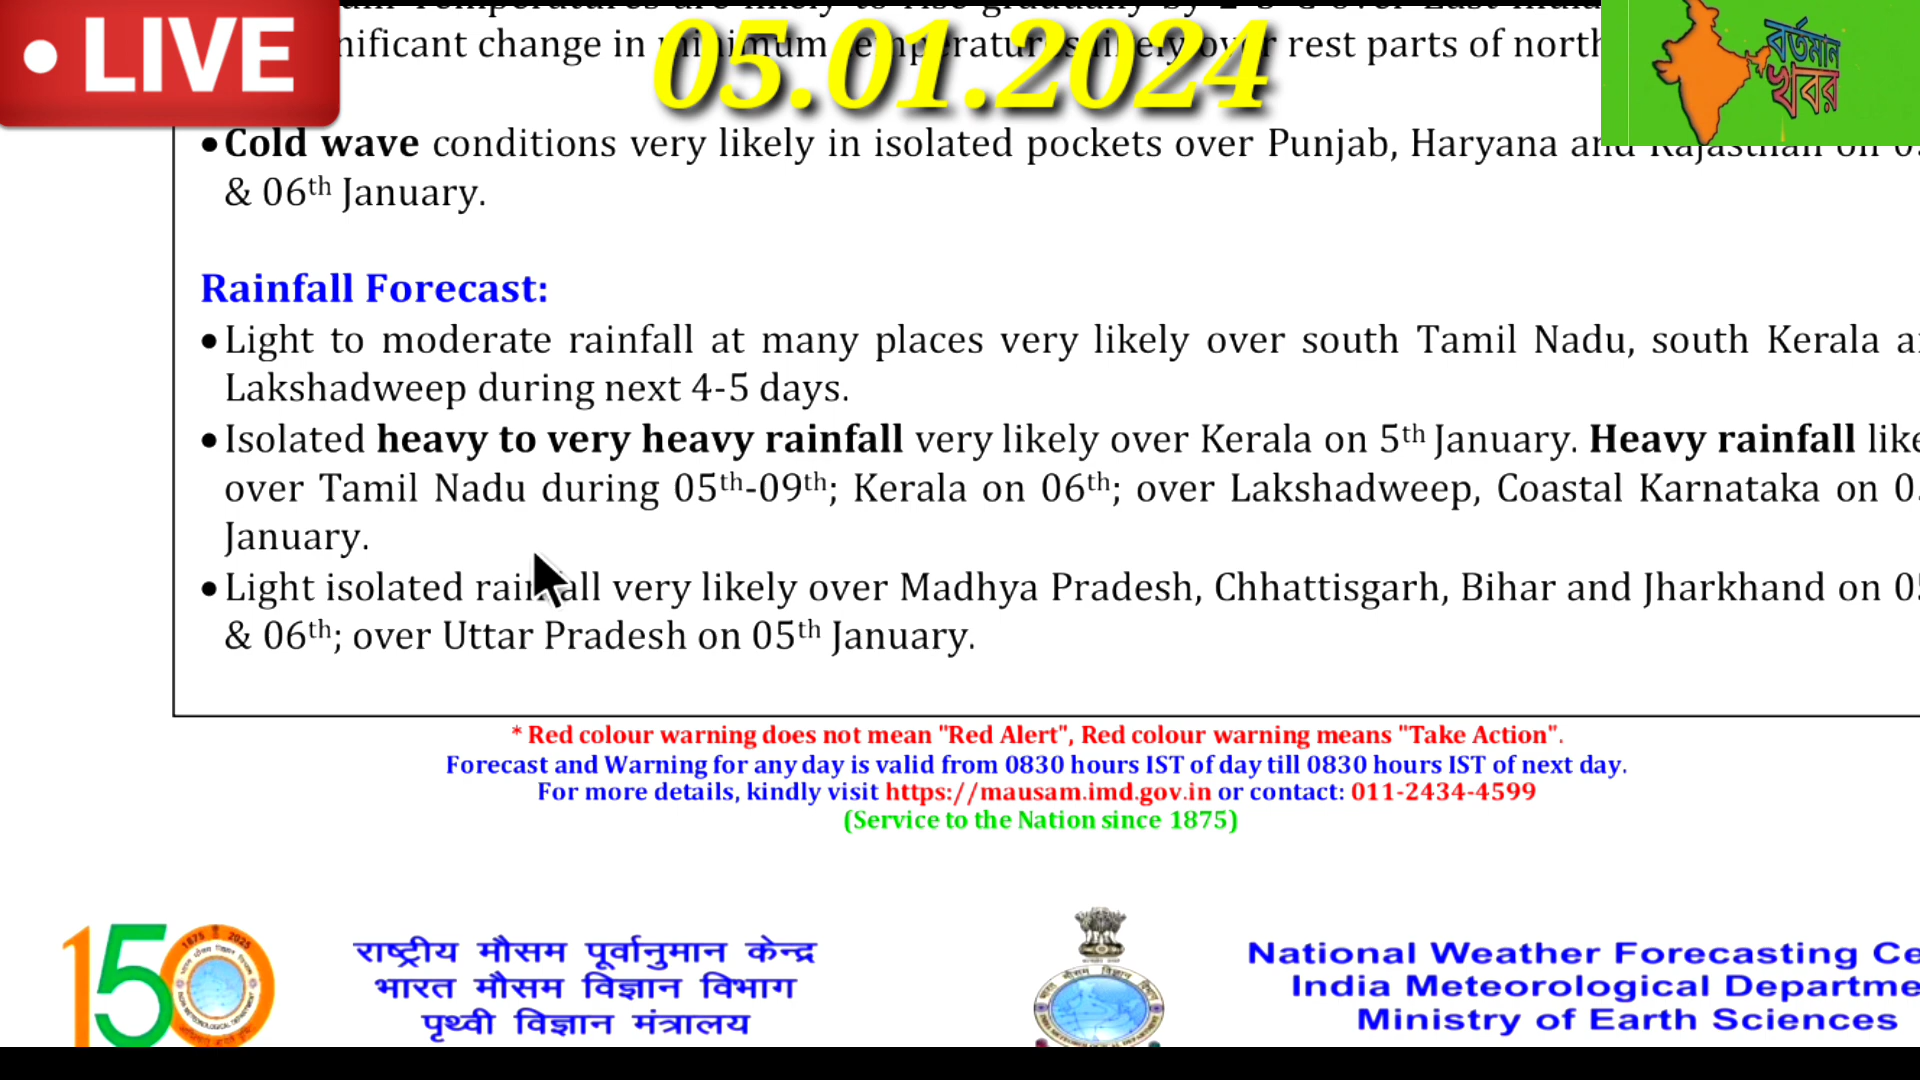 • LIVE
05.01.2024
বর্তমান
খবর
nificant change in minimum temperatures likely over rest parts of north
• Cold wave conditions very likely in isolated pockets over Punjab, Haryana and Rajasthan on
& 06th January.
Rainfall Forecast:
• Light to moderate rainfall at many places very likely over south Tamil Nadu, south Kerala
Lakshadweep during next 4-5 days.
• Isolated heavy to very heavy rainfall very likely over Kerala on 5th January. Heavy rainfall like
over Tamil Nadu during 05th-09th; Kerala on 06th; over Lakshadweep, Coastal Karnataka on
January.
• Light isolated rainfall very likely over Madhya Pradesh, Chhattisgarh, Bihar and Jharkhand on
& 06th; over Uttar Pradesh on 05th January.
* Red colour warning does not mean "Red Alert", Red colour warning means "Take Action".
Forecast and Warning for any day is valid from 0830 hours IST of day till 0830 hours IST of next day.
For more details, kindly visit https://mausam.imd.gov.in or contact: 011-2434-4599
(Service to the Nation since 1875)
150
राष्ट्रीय मौसम पूर्वानुमान केन्द्र
भारत मौसम विज्ञान विभाग
पृथ्वी विज्ञान मंत्रालय
National Weather Forecasting Ce
India Meteorological Departme
Ministry of Earth Sciences